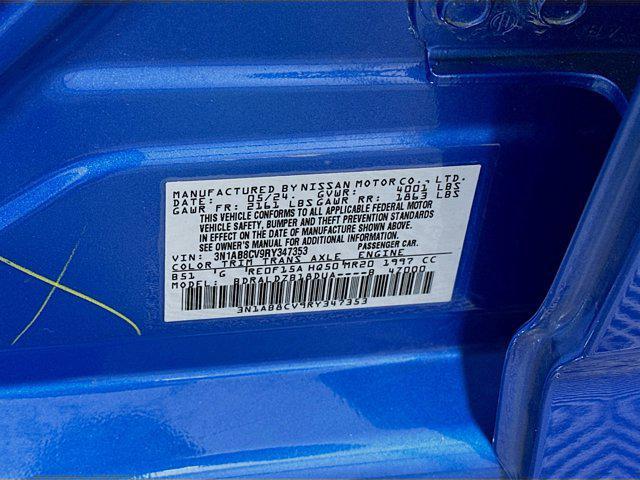 MANUFACTURED BY NISSAN MOTOR CO., LTD.
DATE: 05/24 GVWR: 4001 LBS
GAWR FR: 2161 LBS GAWR RR: 1863 LBS
THIS VEHICLE CONFORMS TO ALL APPLICABLE FEDERAL MOTOR
VEHICLE SAFETY, BUMPER AND THEFT PREVENTION STANDARDS
IN EFFECT ON THE DATE OF MANUFACTURE SHOWN ABOVE.
SEE OWNER'S MANUAL FOR ADDITIONAL INFORMATION.
VIN: 3N1AB8CV9RY347353 PASSENGER CAR.
COLOR TRIM TRANS AXLE ENGINE
B51 G RE0F15A HQ50 MR20 1997 CC
MODEL: BDRALDZB18DVA----B 47000
3N1AB8CV9RY347353